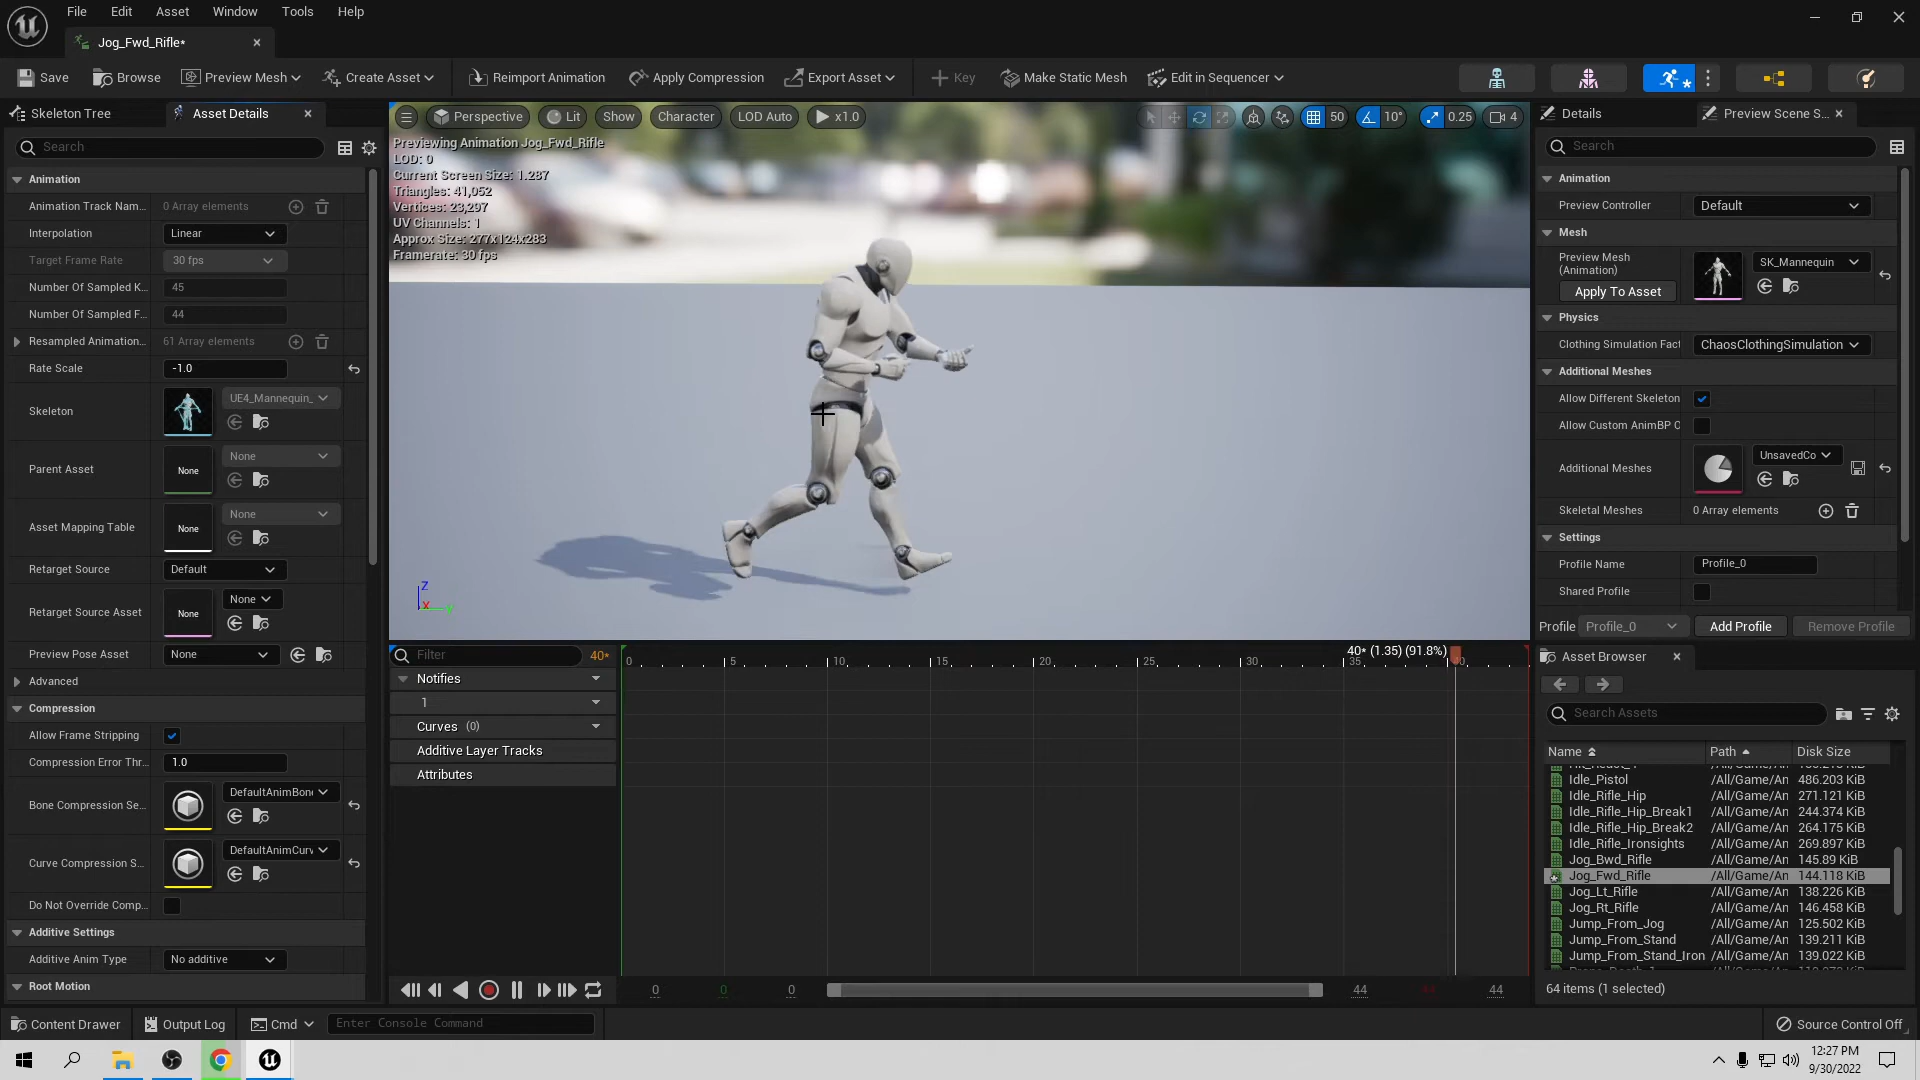 File Edit Asset Window Tools Help
Jog_Fwd_Rifle*
Save Browse Preview Mesh Create Asset Reimport Animation Apply Compression Export Asset Key Make Static Mesh Edit in Sequencer
Skeleton Tree Asset Details
Search
Animation
Animation Track Nam... 0 Array elements
Interpolation Linear
Target Frame Rate 30 fps
Number Of Sampled K... 45
Number Of Sampled F... 44
Resampled Animation... 61 Array elements
Rate Scale -1.0
Skeleton UE4_Mannequin_
Parent Asset None None
Asset Mapping Table None None
Retarget Source Default
Retarget Source Asset None None
Preview Pose Asset None
Advanced
Compression
Allow Frame Stripping
Compression Error Thr... 1.0
Bone Compression Se... DefaultAnimBon
Curve Compression S... DefaultAnimCur
Do Not Override Comp...
Additive Settings
Additive Anim Type No additive
Root Motion
Perspective Lit Show Character LOD Auto x1.0 50 10° 0.25 4
Previewing Animation Jog_Fwd_Rifle
LOD: 0
Current Screen Size: 1.287
Triangles: 41,052
Vertices: 23,297
UV Channels: 1
Approx Size: 277x124x283
Framerate: 30 fps
Z
X
Y
Filter 40*
Notifies
1
Curves (0)
Additive Layer Tracks
Attributes
40* (1.35) (91.8%)
0 5 10 15 20 25 30 35 40
0 0 0 44 44 44
Details Preview Scene S...
Search
Animation
Preview Controller Default
Mesh
Preview Mesh
(Animation)
SK_Mannequin
Apply To Asset
Physics
Clothing Simulation Fact ChaosClothingSimulation
Additional Meshes
Allow Different Skeleton
Allow Custom AnimBP O
Additional Meshes UnsavedCo
Skeletal Meshes 0 Array elements
Settings
Profile Name Profile_0
Shared Profile
Profile Profile_0 Add Profile Remove Profile
Asset Browser
Search Assets
Name Path Disk Size
Idle_Pistol /All/Game/An 486.203 KiB
Idle_Rifle_Hip /All/Game/An 271.121 KiB
Idle_Rifle_Hip_Break1 /All/Game/An 244.374 KiB
Idle_Rifle_Hip_Break2 /All/Game/An 264.175 KiB
Idle_Rifle_Ironsights /All/Game/An 269.897 KiB
Jog_Bwd_Rifle /All/Game/An 145.89 KiB
Jog_Fwd_Rifle /All/Game/An 144.118 KiB
Jog_Lt_Rifle /All/Game/An 138.226 KiB
Jog_Rt_Rifle /All/Game/An 146.458 KiB
Jump_From_Jog /All/Game/An 125.502 KiB
Jump_From_Stand /All/Game/An 139.211 KiB
Jump_From_Stand_Iron /All/Game/An 139.022 KiB
64 items (1 selected)
Content Drawer Output Log Cmd Enter Console Command Source Control Off
12:27 PM
9/30/2022